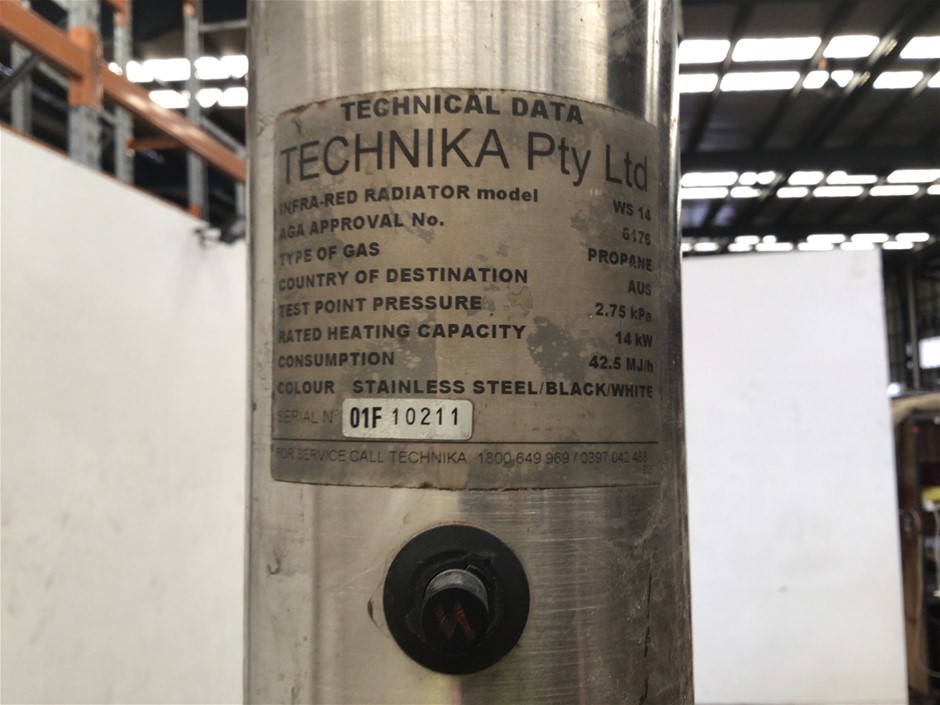 TECHNICAL DATA
TECHNIKA Pty Ltd
INFRA-RED RADIATOR model WS 14
AGA APPROVAL No. 6176
TYPE OF GAS PROPANE
COUNTRY OF DESTINATION AUS
TEST POINT PRESSURE 2.75 kPa
RATED HEATING CAPACITY 14 kW
CONSUMPTION 42.5 MJ/h
COLOUR STAINLESS STEEL/BLACK/WHITE
SERIAL N° 01F 10211
FOR SERVICE CALL TECHNIKA: 1800 649 969 / 0397 042 488